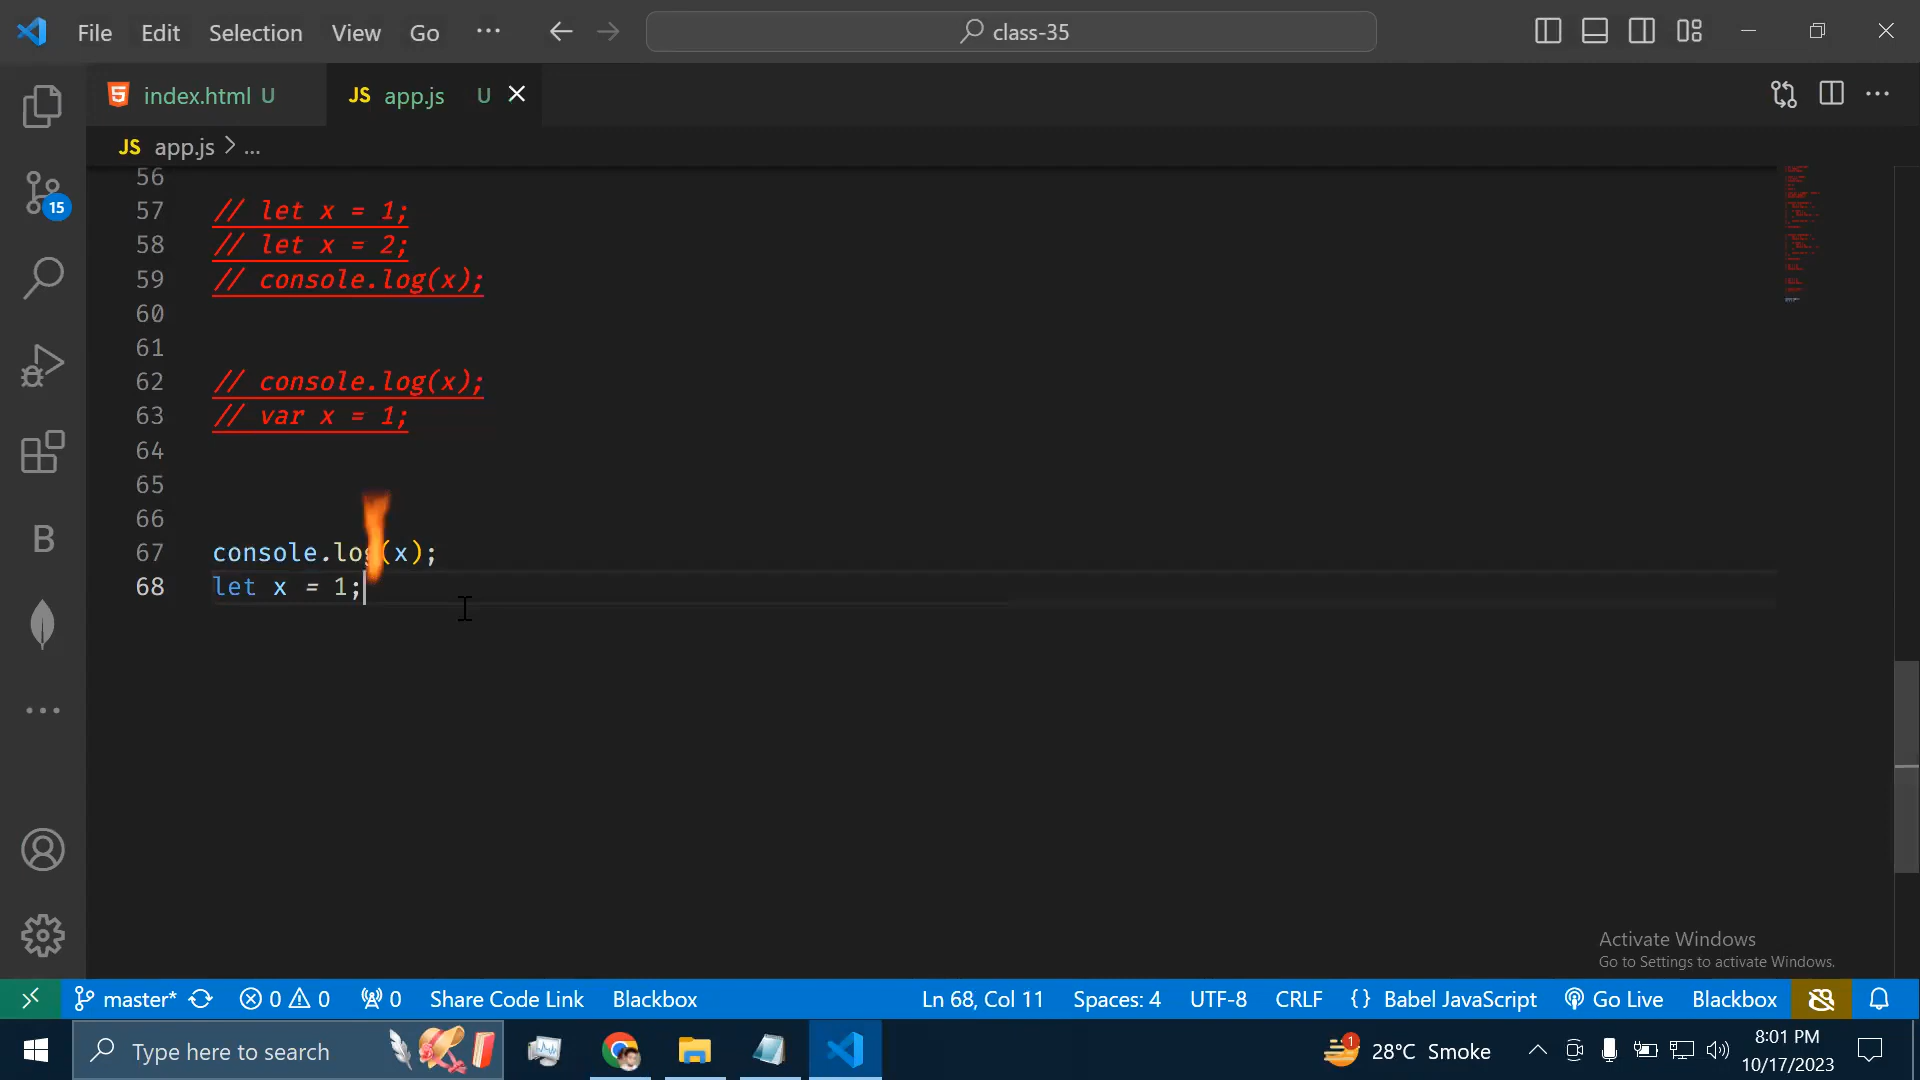 File Edit Selection View Go ... class-35
index.html U JS app.js U
JS app.js > ...
56
57 // let x = 1;
58 // let x = 2;
59 // console.log(x);
60
61
62 // console.log(x);
63 // var x = 1;
64
65
66
67 console.log(x);
68 let x = 1;
15
B
Activate Windows
Go to Settings to activate Windows.
master* 0 0 0 Share Code Link Blackbox Ln 68, Col 11 Spaces: 4 UTF-8 CRLF {} Babel JavaScript Go Live Blackbox
Type here to search 1 28°C Smoke 8:01 PM
10/17/2023